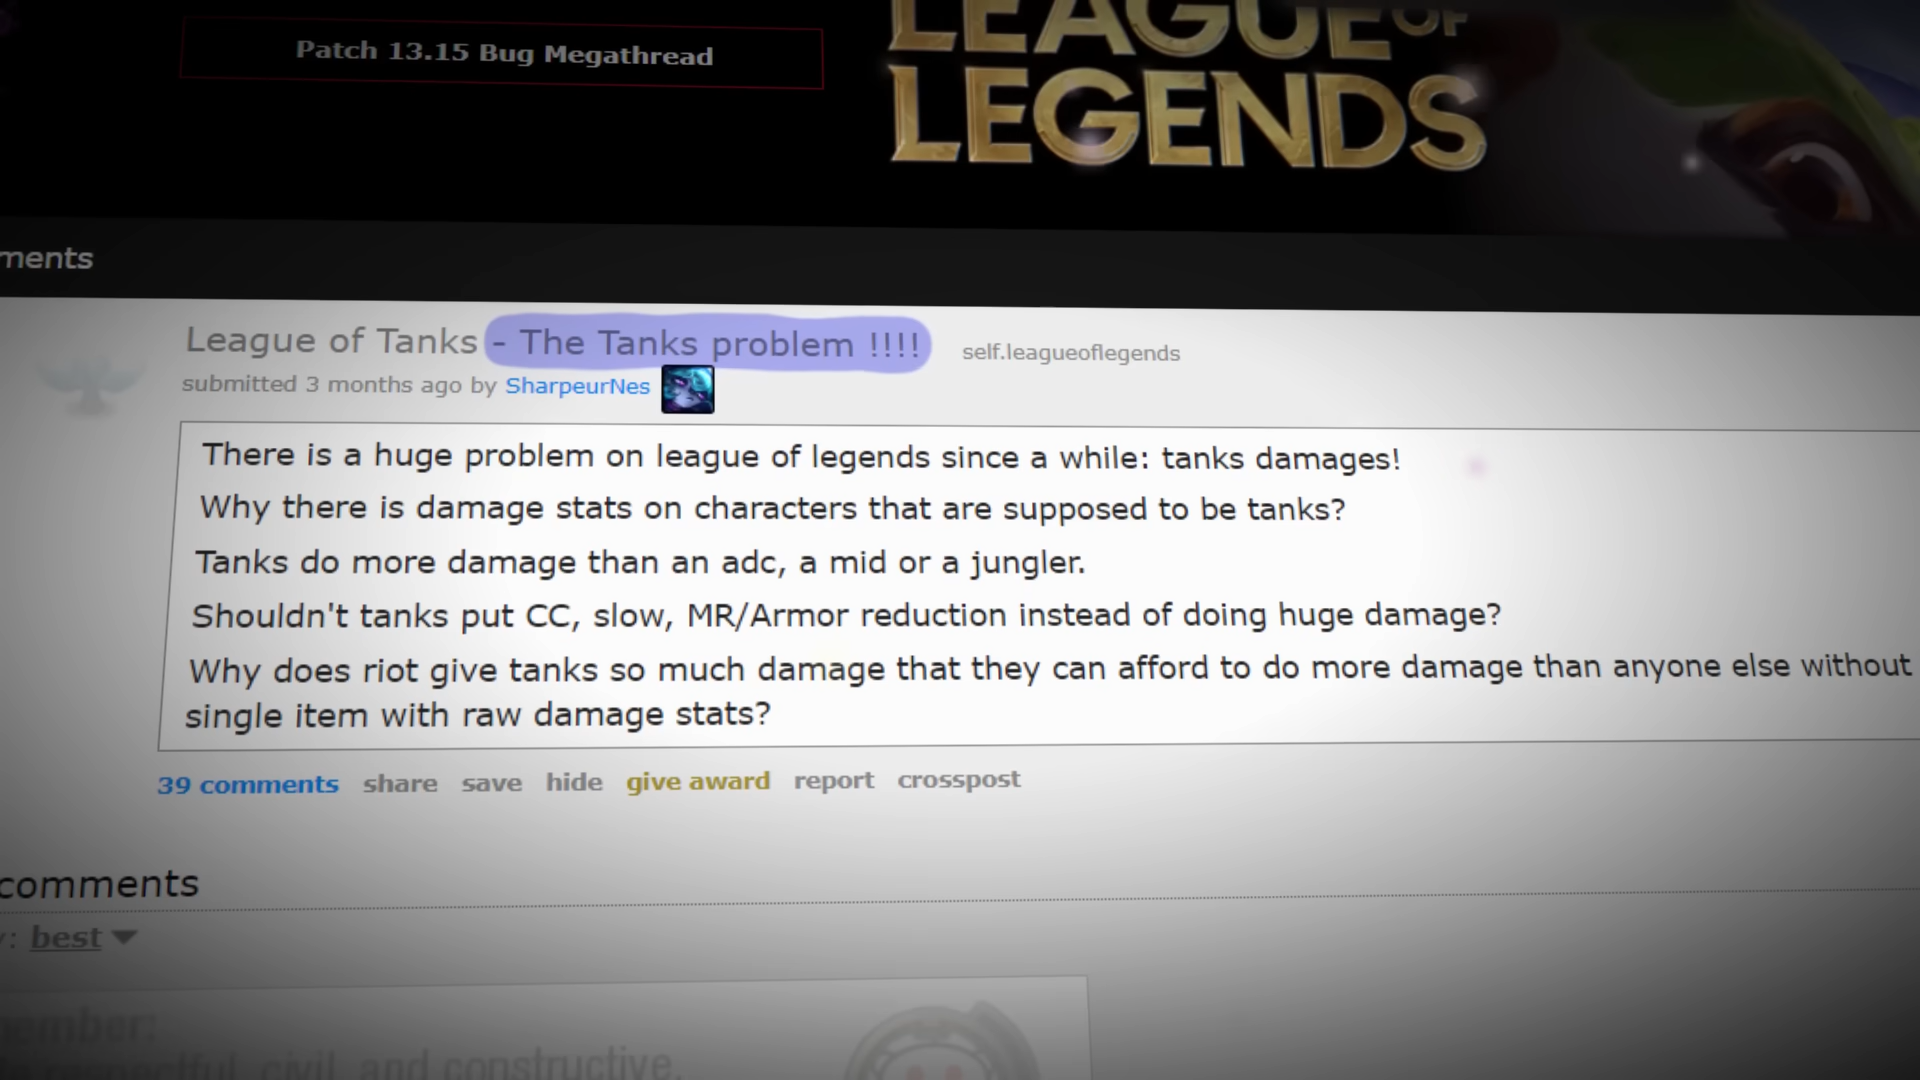 LEAGUE OF
LEGENDS
Patch 13.15 Bug Megathread
ments
League of Tanks - The Tanks problem !!!! self.leagueoflegends
submitted 3 months ago by SharpeurNes
There is a huge problem on league of legends since a while: tanks damages!
Why there is damage stats on characters that are supposed to be tanks?
Tanks do more damage than an adc, a mid or a jungler.
Shouldn't tanks put CC, slow, MR/Armor reduction instead of doing huge damage?
Why does riot give tanks so much damage that they can afford to do more damage than anyone else without
single item with raw damage stats?
39 comments share save hide give award report crosspost
comments
y: best
member:
respectful, civil, and constructive.